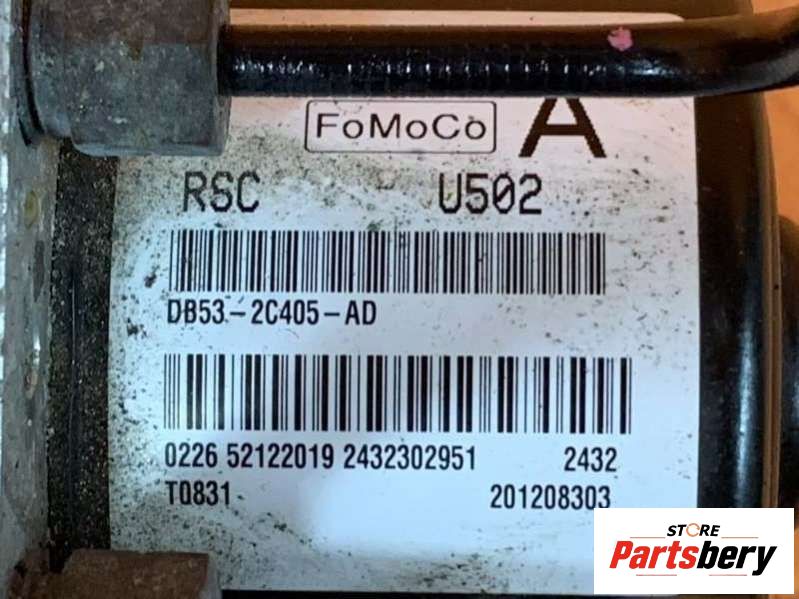 FoMoCo A
RSC U502
DB53-2C405-AD
0226 52122019 2432302951 2432
T0831 201208303
STORE
Partsbery